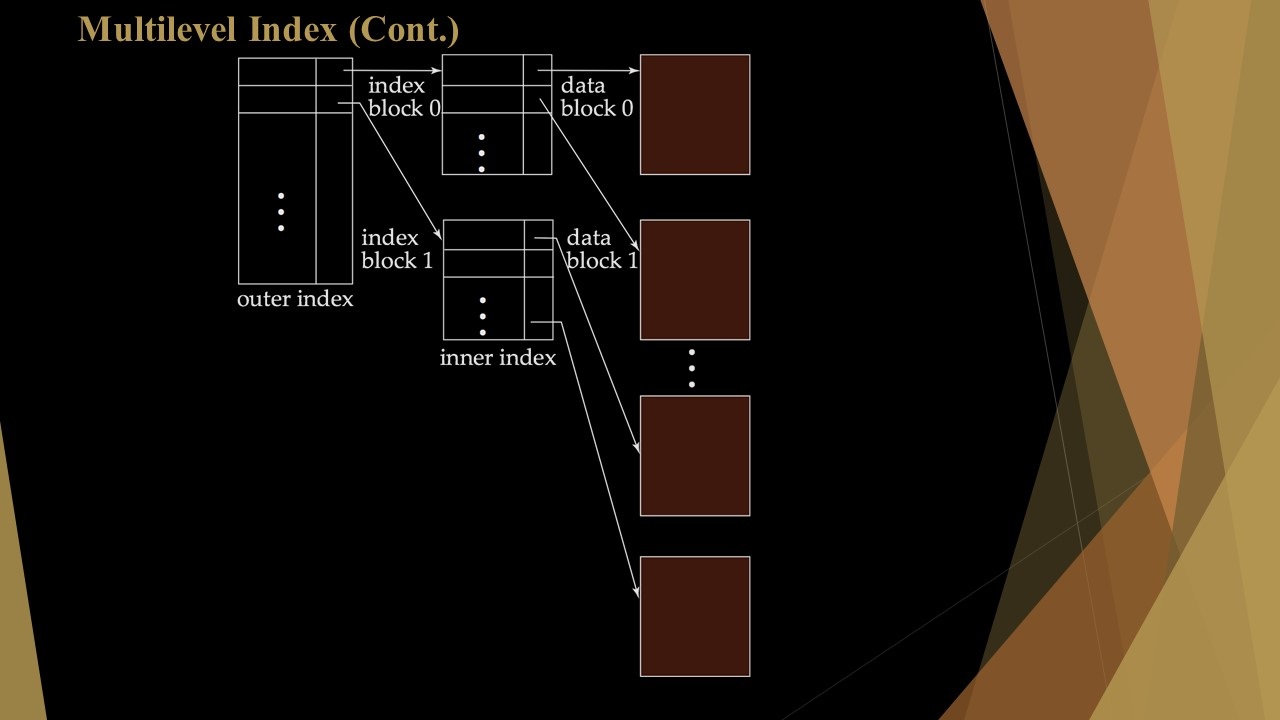 Multilevel Index (Cont.)
index
block 0
data
block 0
index
block 1
data
block 1
outer index
inner index